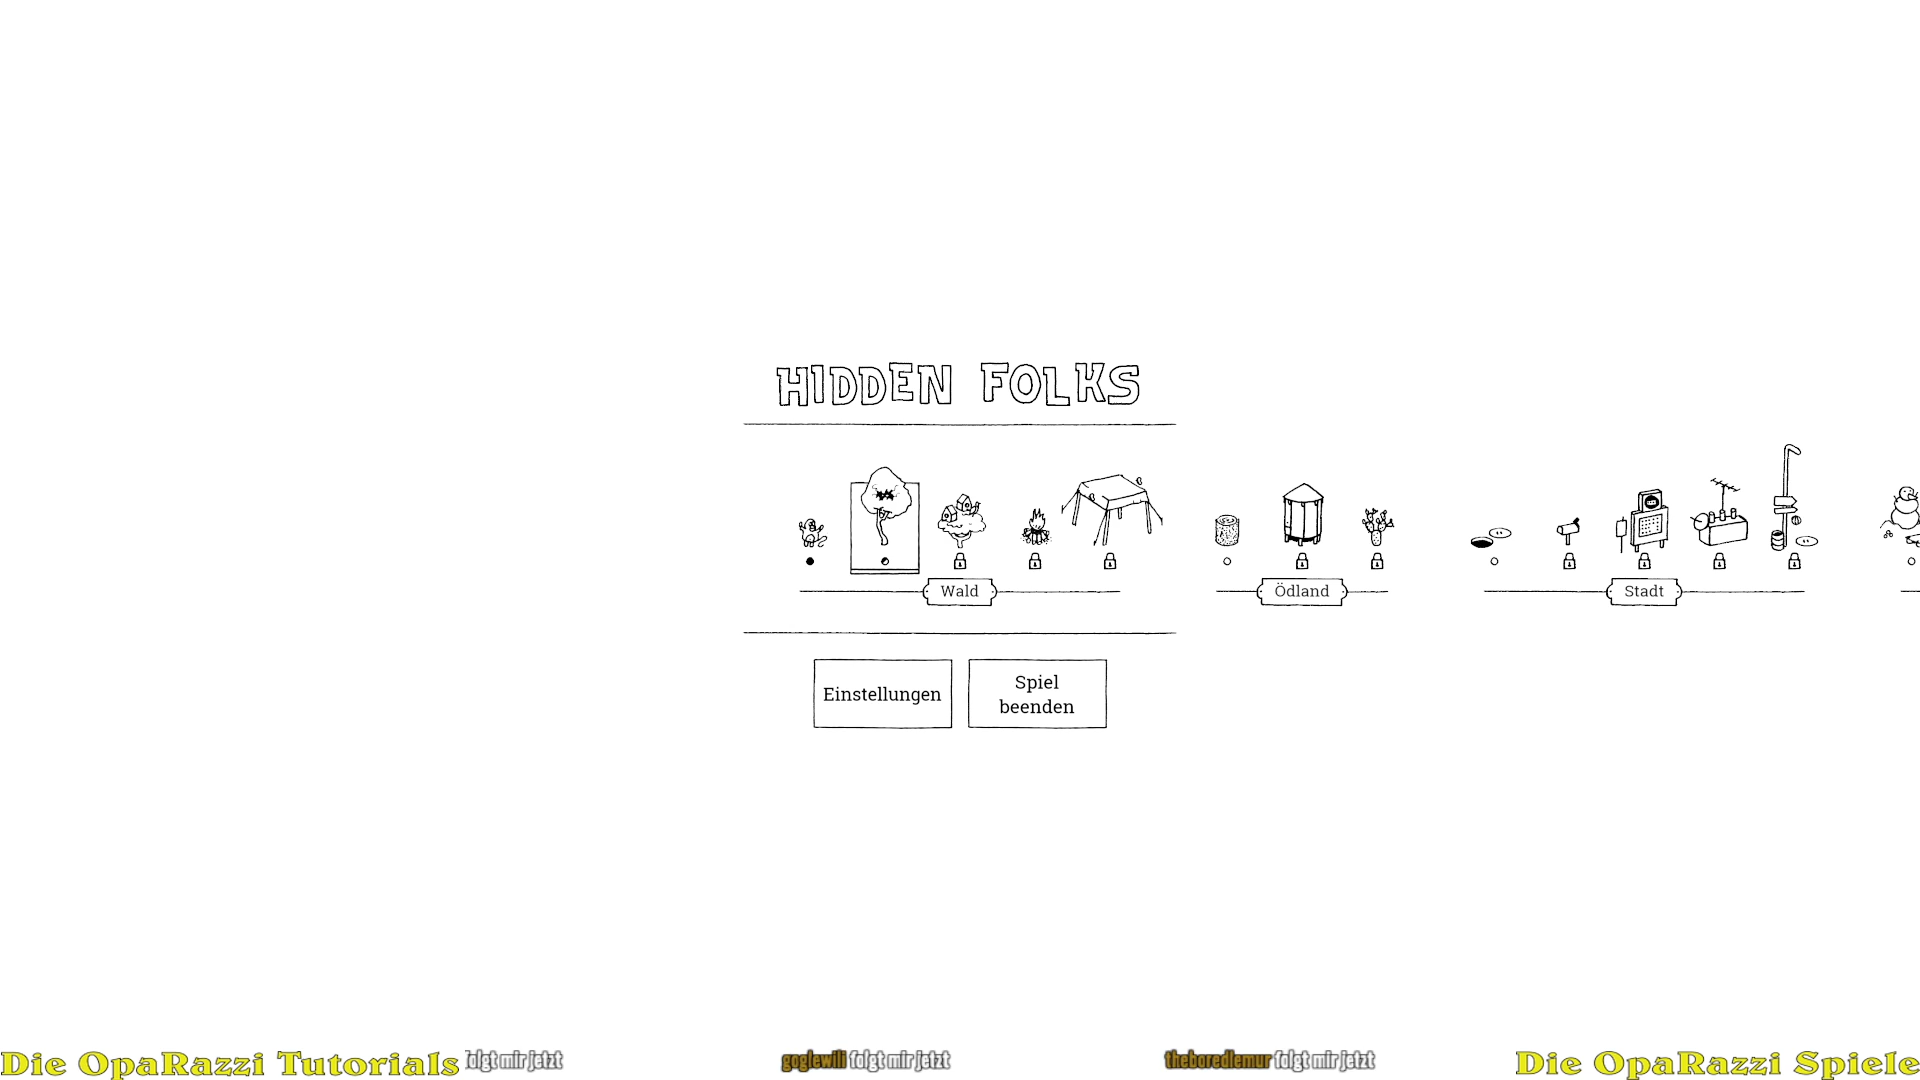 HIDDEN FOLKS
Wald
Ödland
Stadt
Einstellungen
Spiel
beenden
Die OpaRazzi Tutorials
folgt mir jetzt
goglewili folgt mir jetzt
theboredlemur folgt mir jetzt
Die OpaRazzi Spiele